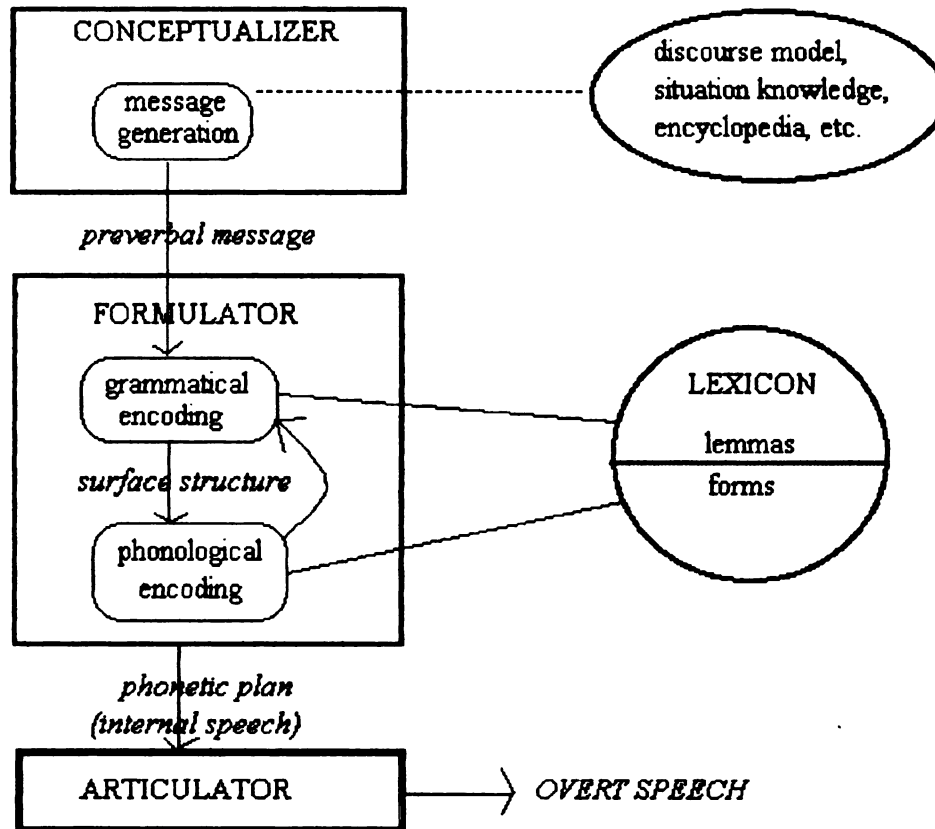 CONCEPTUALIZER
message
generation
discourse model,
situation knowledge,
encyclopedia, etc.
preverbal message
FORMULATOR
grammatical
encoding
surface structure
phonological
encoding
LEXICON
lemmas
forms
phonetic plan
(internal speech)
ARTICULATOR
OVERT SPEECH